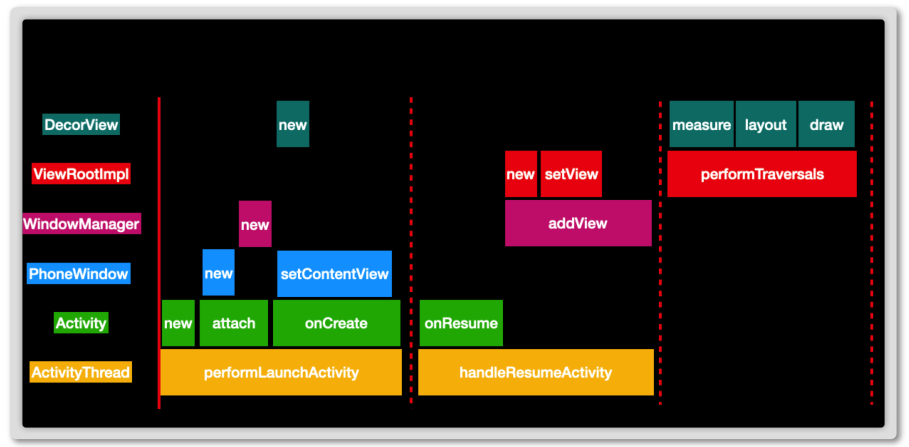 DecorView new measure layout draw
ViewRootImpl new setView performTraversals
WindowManager new addView
PhoneWindow new setContentView
Activity new attach onCreate onResume
ActivityThread performLaunchActivity handleResumeActivity